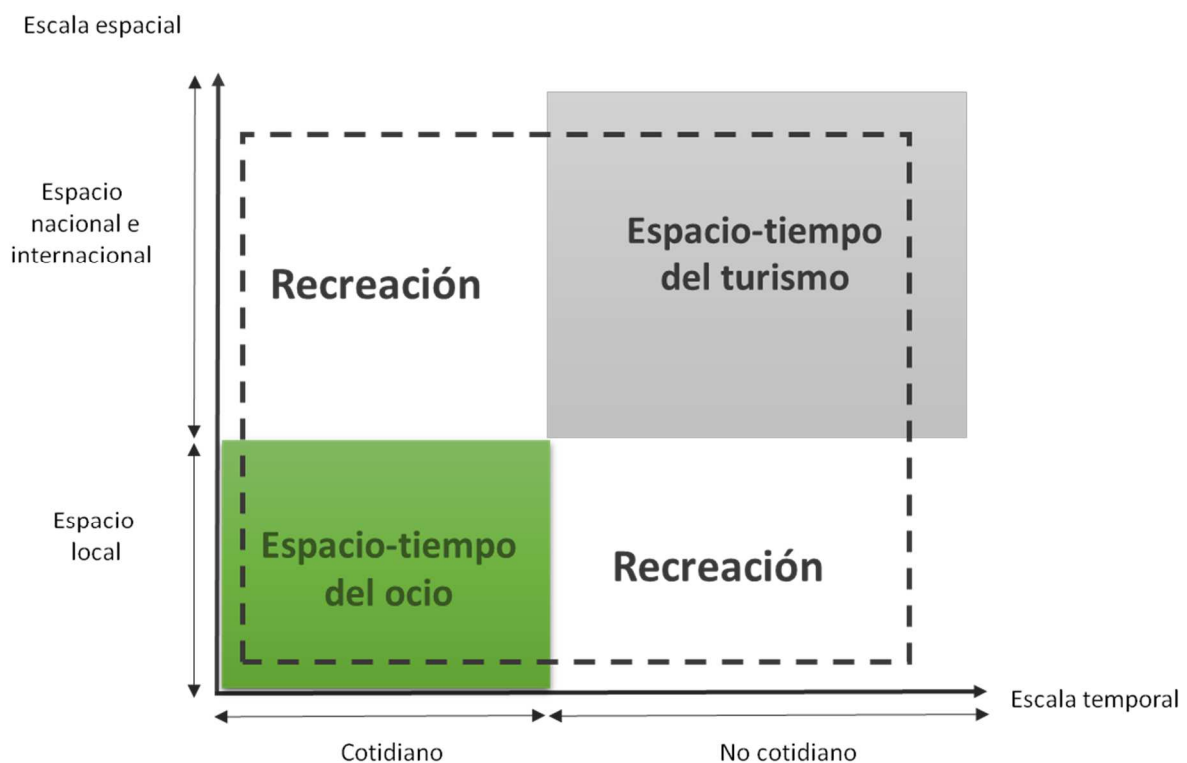 Escala espacial
Espacio
nacional e
internacional
Recreación
Espacio-tiempo
del turismo
Espacio
local
Espacio-tiempo
del ocio
Recreación
Escala temporal
Cotidiano
No cotidiano